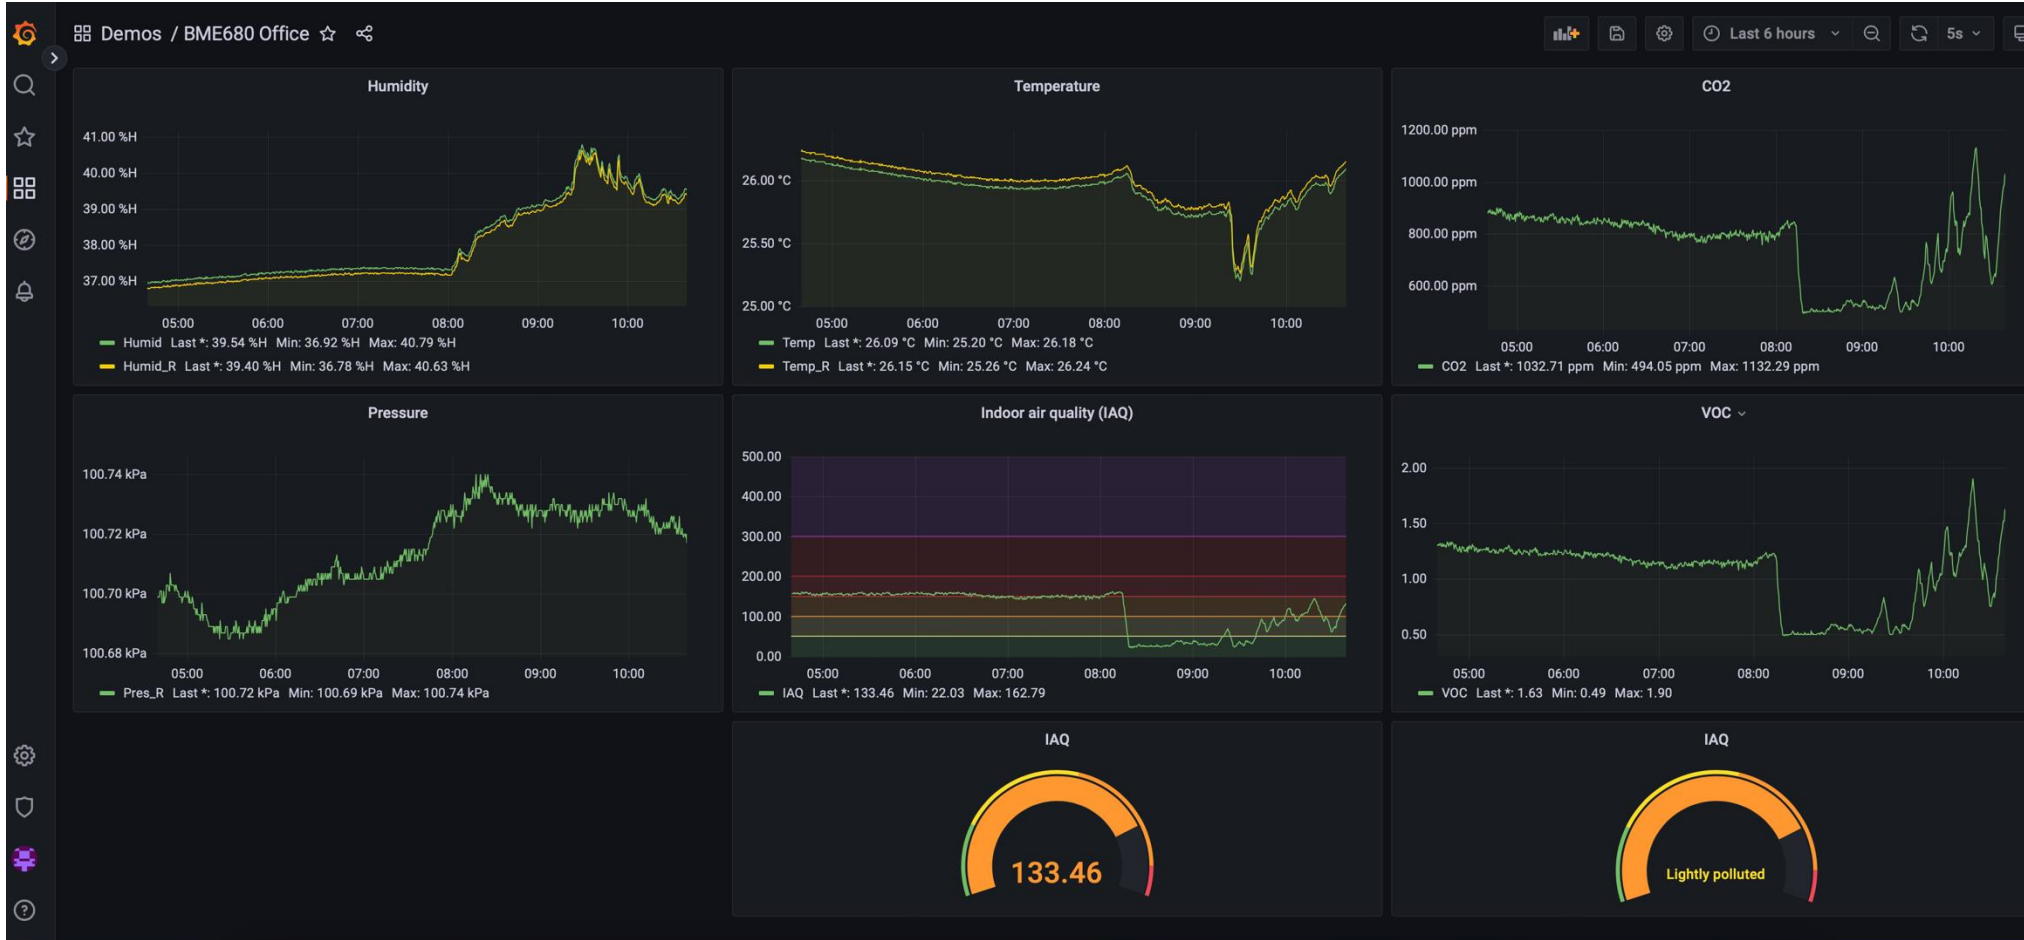 Demos / BME680 Office
Last 6 hours
5s
Humidity
41.00 %H
40.00 %H
39.00 %H
38.00 %H
37.00 %H
05:00 06:00 07:00 08:00 09:00 10:00
Humid Last *: 39.54 %H Min: 36.92 %H Max: 40.79 %H
Humid_R Last *: 39.40 %H Min: 36.78 %H Max: 40.63 %H
Temperature
26.00 °C
25.50 °C
25.00 °C
05:00 06:00 07:00 08:00 09:00 10:00
Temp Last *: 26.09 °C Min: 25.20 °C Max: 26.18 °C
Temp_R Last *: 26.15 °C Min: 25.26 °C Max: 26.24 °C
CO2
1200.00 ppm
1000.00 ppm
800.00 ppm
600.00 ppm
05:00 06:00 07:00 08:00 09:00 10:00
CO2 Last *: 1032.71 ppm Min: 494.05 ppm Max: 1132.29 ppm
Pressure
100.74 kPa
100.72 kPa
100.70 kPa
100.68 kPa
05:00 06:00 07:00 08:00 09:00 10:00
Pres_R Last *: 100.72 kPa Min: 100.69 kPa Max: 100.74 kPa
Indoor air quality (IAQ)
500.00
400.00
300.00
200.00
100.00
0.00
05:00 06:00 07:00 08:00 09:00 10:00
IAQ Last *: 133.46 Min: 22.03 Max: 162.79
VOC
2.00
1.50
1.00
0.50
05:00 06:00 07:00 08:00 09:00 10:00
VOC Last *: 1.63 Min: 0.49 Max: 1.90
IAQ
133.46
IAQ
Lightly polluted